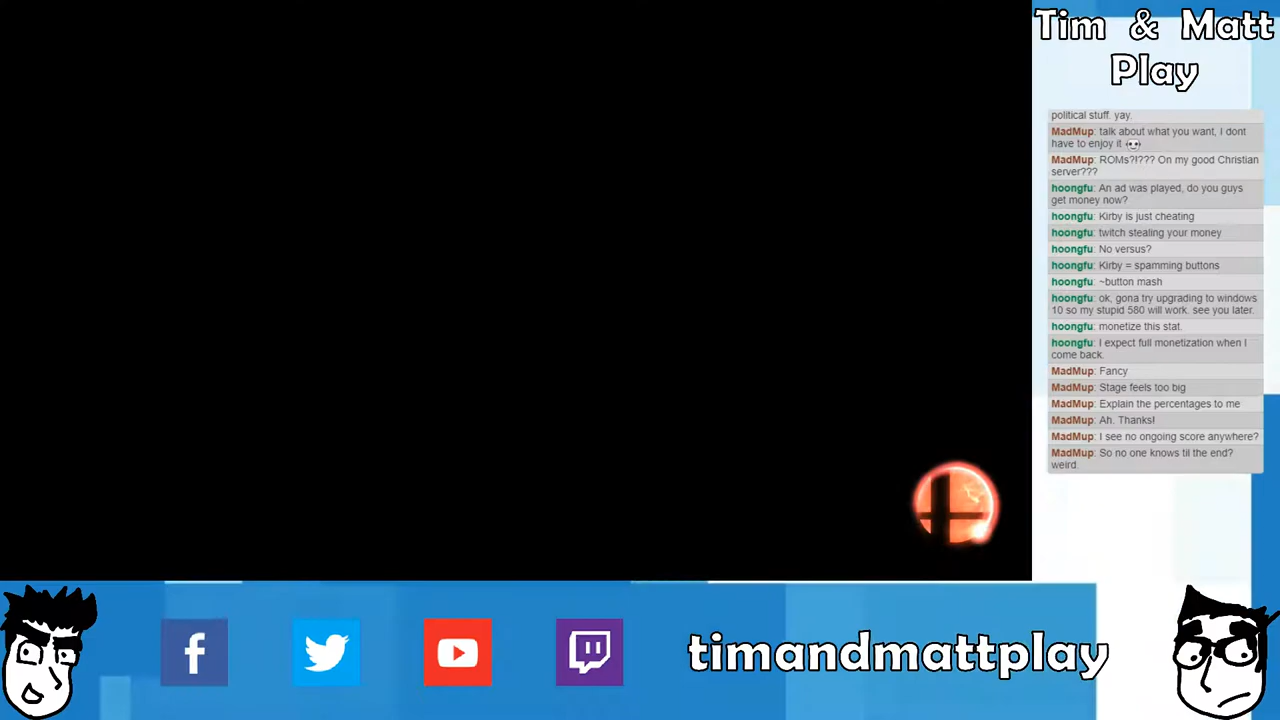 Tim & Matt
Play
political stuff. yay.
MadMup: talk about what you want, I dont
have to enjoy it
MadMup: ROMs?!??? On my good Christian
server???
hoongfu: An ad was played, do you guys
get money now?
hoongfu: Kirby is just cheating
hoongfu: twitch stealing your money
hoongfu: No versus?
hoongfu: Kirby = spamming buttons
hoongfu: ~button mash
hoongfu: ok, gona try upgrading to windows
10 so my stupid 580 will work. see you later.
hoongfu: monetize this stat.
hoongfu: I expect full monetization when I
come back.
MadMup: Fancy
MadMup: Stage feels too big
MadMup: Explain the percentages to me
MadMup: Ah. Thanks!
MadMup: I see no ongoing score anywhere?
MadMup: So no one knows til the end?
weird.
timandmattplay